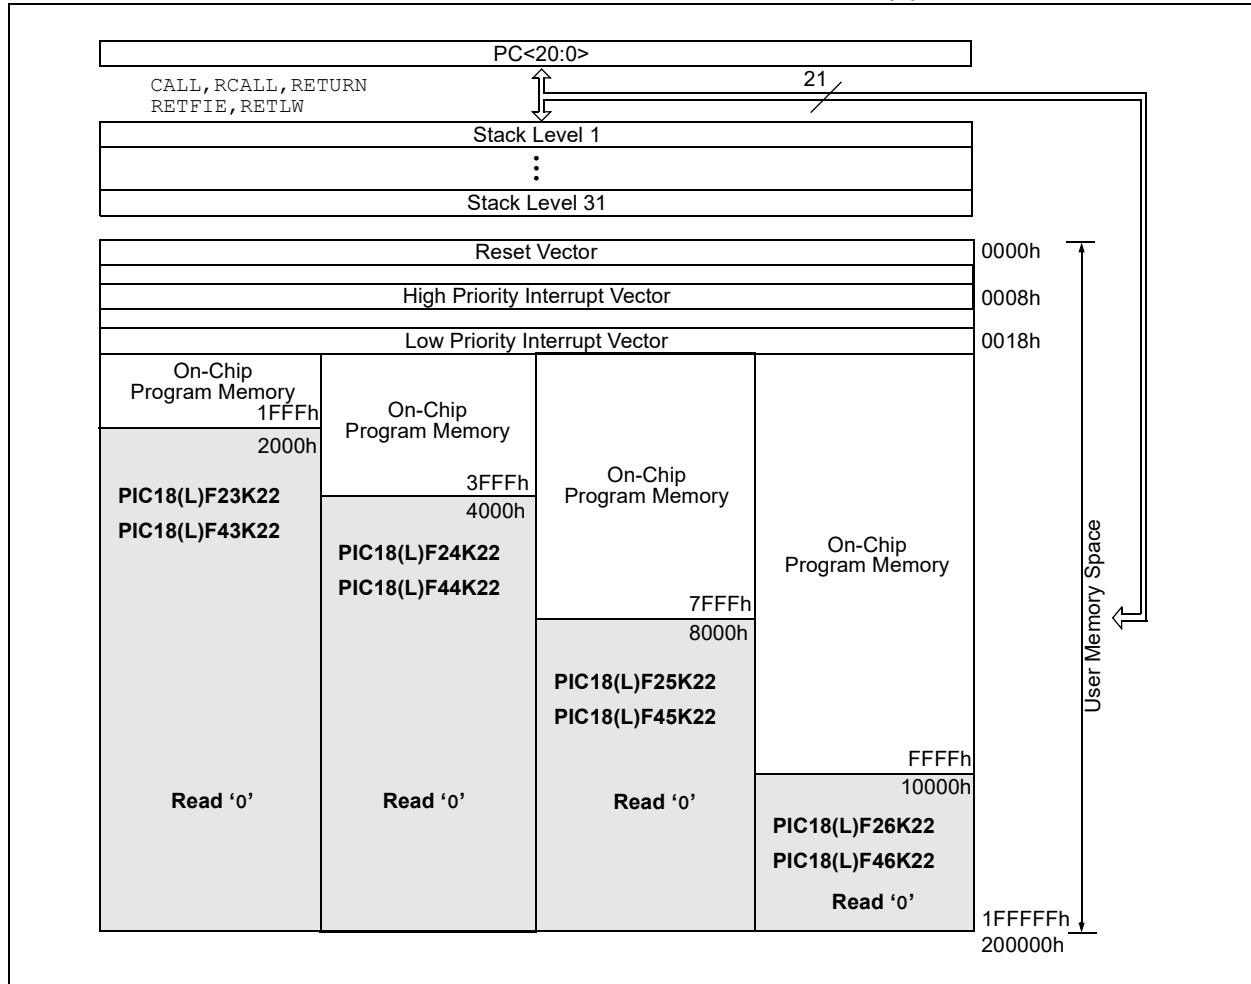 PC<20:0>
CALL,RCALL,RETURN
RETFIE,RETLW
21
Stack Level 1
Stack Level 31
Reset Vector
0000h
High Priority Interrupt Vector
0008h
Low Priority Interrupt Vector
0018h
On-Chip
Program Memory
1FFFh
2000h
PIC18(L)F23K22
PIC18(L)F43K22
Read ‘0’
On-Chip
Program Memory
3FFFh
4000h
PIC18(L)F24K22
PIC18(L)F44K22
Read ‘0’
On-Chip
Program Memory
7FFFh
8000h
PIC18(L)F25K22
PIC18(L)F45K22
Read ‘0’
On-Chip
Program Memory
FFFFh
10000h
PIC18(L)F26K22
PIC18(L)F46K22
Read ‘0’
1FFFFFh
200000h
User Memory Space